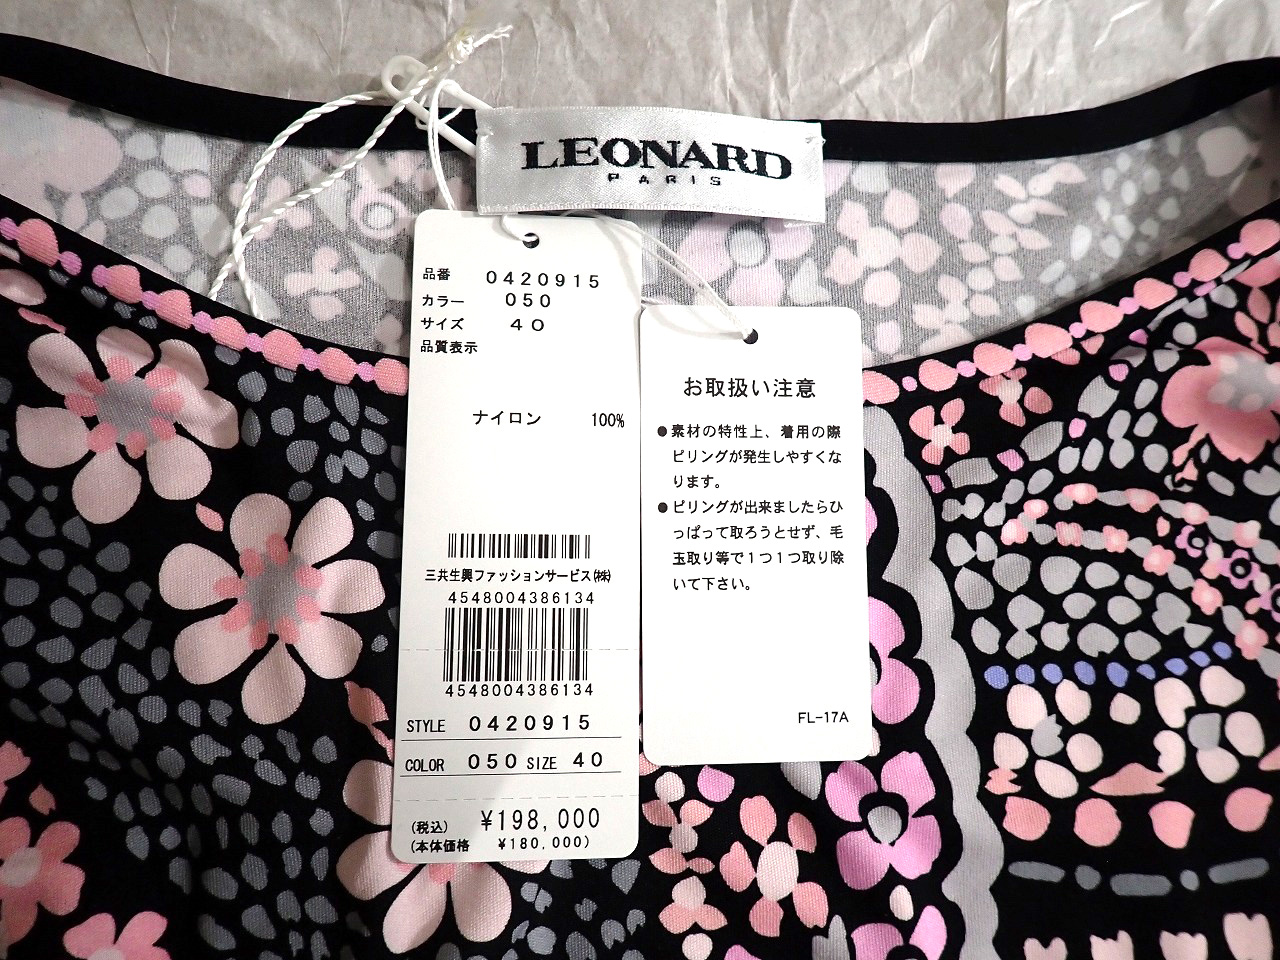 LEONARD
PARIS
品番 0420915
カラー 050
サイズ 40
品質表示
ナイロン 100%
三共生興ファッションサービス㈱
4548004386134
4548004386134
STYLE 0420915
COLOR 050 SIZE 40
(税込) ¥198,000
(本体価格 ¥180,000)
お取扱い注意
●素材の特性上、着用の際
ピリングが発生しやすくな
ります。
●ピリングが出来ましたらひ
っぱって取ろうとせず、毛
玉取り等で1つ1つ取り除
いて下さい。
FL-17A